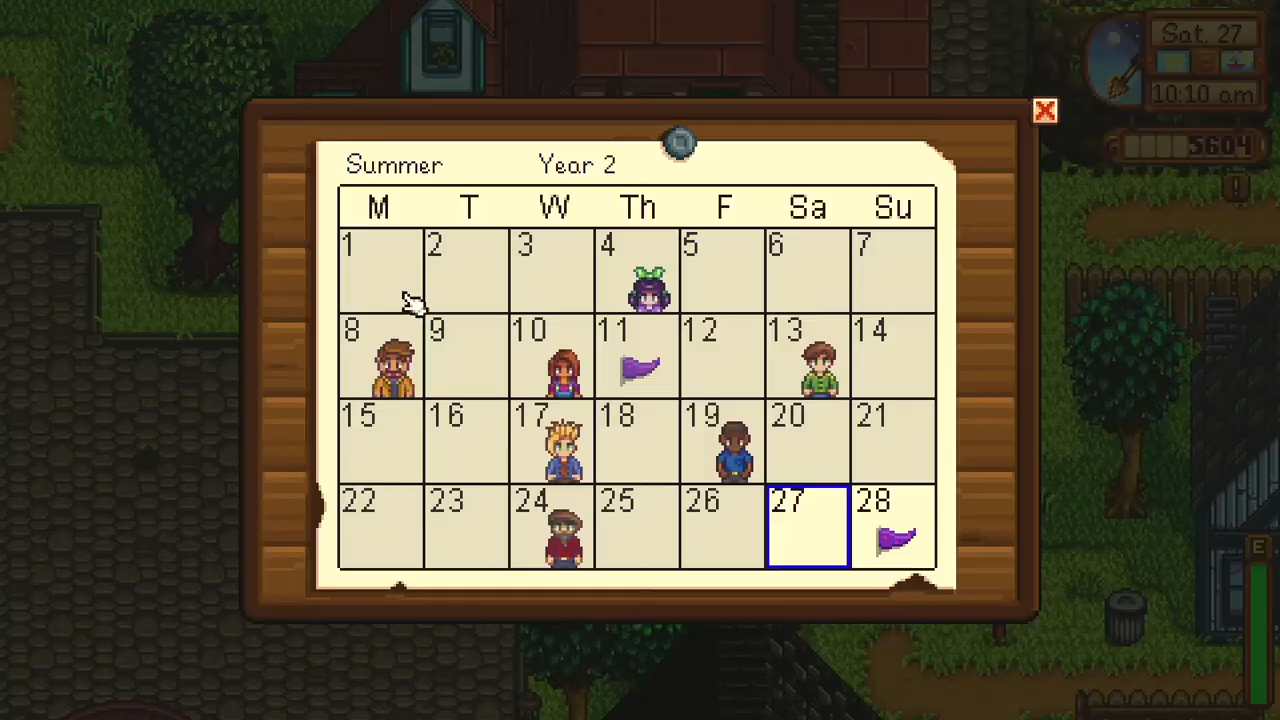 Sat. 27
10:10 am
5604
Summer Year 2
M T W Th F Sa Su
1 2 3 4 5 6 7
8 9 10 11 12 13 14
15 16 17 18 19 20 21
22 23 24 25 26 27 28
E